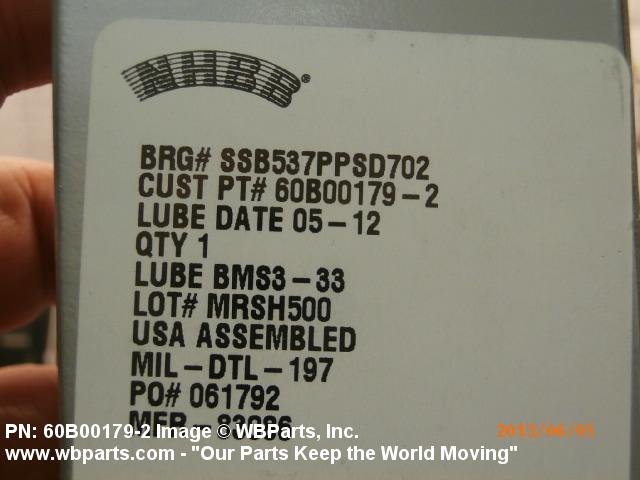 NHBB®
BRG# SSB537PPSD702
CUST PT# 60B00179-2
LUBE DATE 05-12
QTY 1
LUBE BMS3-33
LOT# MRSH500
USA ASSEMBLED
MIL-DTL-197
PO# 061792
MFR - 83086
PN: 60B00179-2 Image © WBParts, Inc.
2013/06/05
www.wbparts.com - "Our Parts Keep the World Moving"